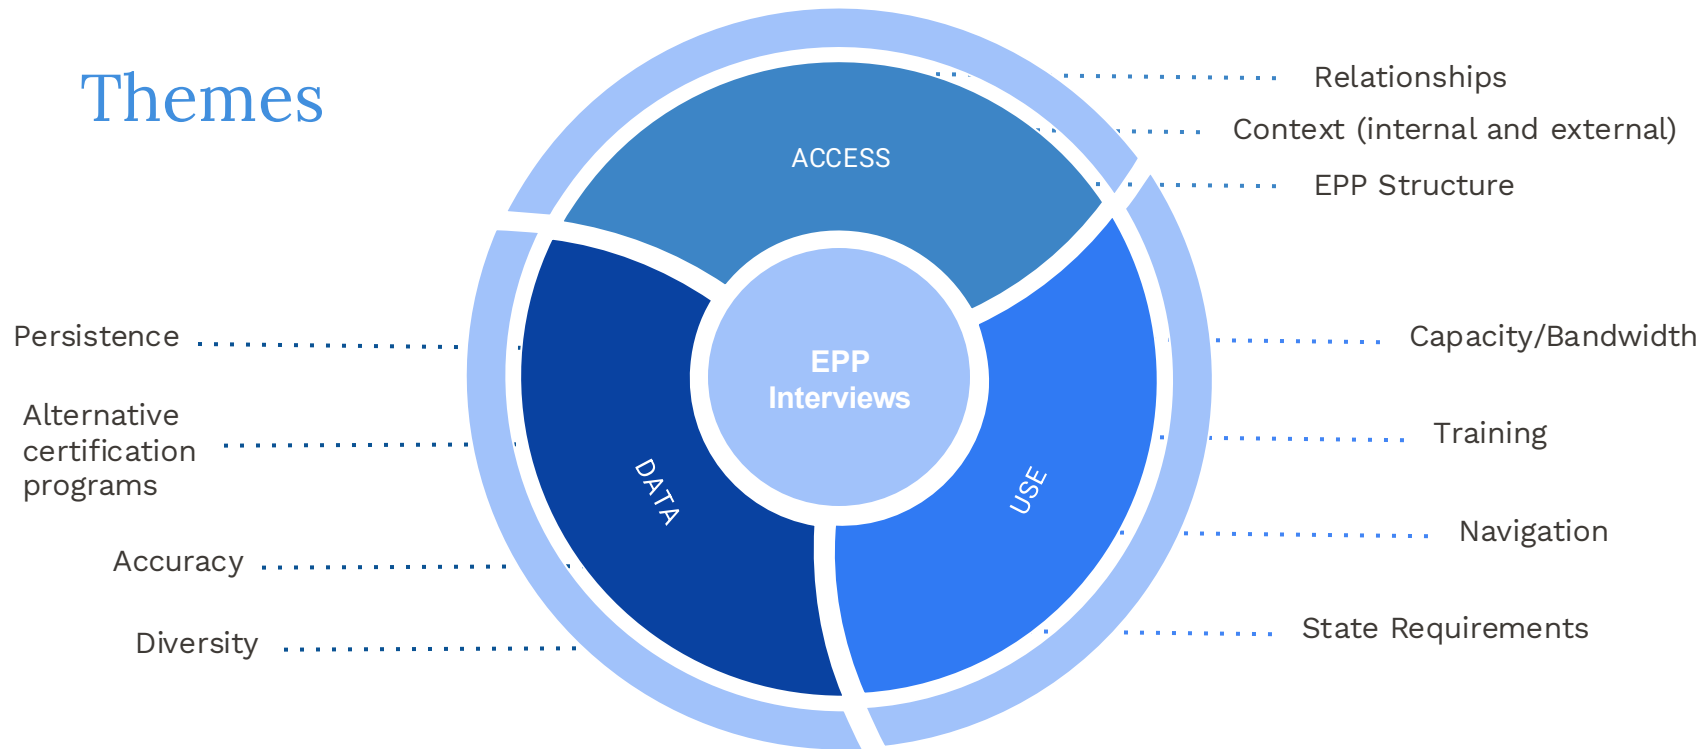 Themes
ACCESS
Relationships
Context (internal and external)
EPP Structure
EPP
Interviews
DATA
USE
Persistence
Alternative
certification
programs
Accuracy
Diversity
Capacity/Bandwidth
Training
Navigation
State Requirements